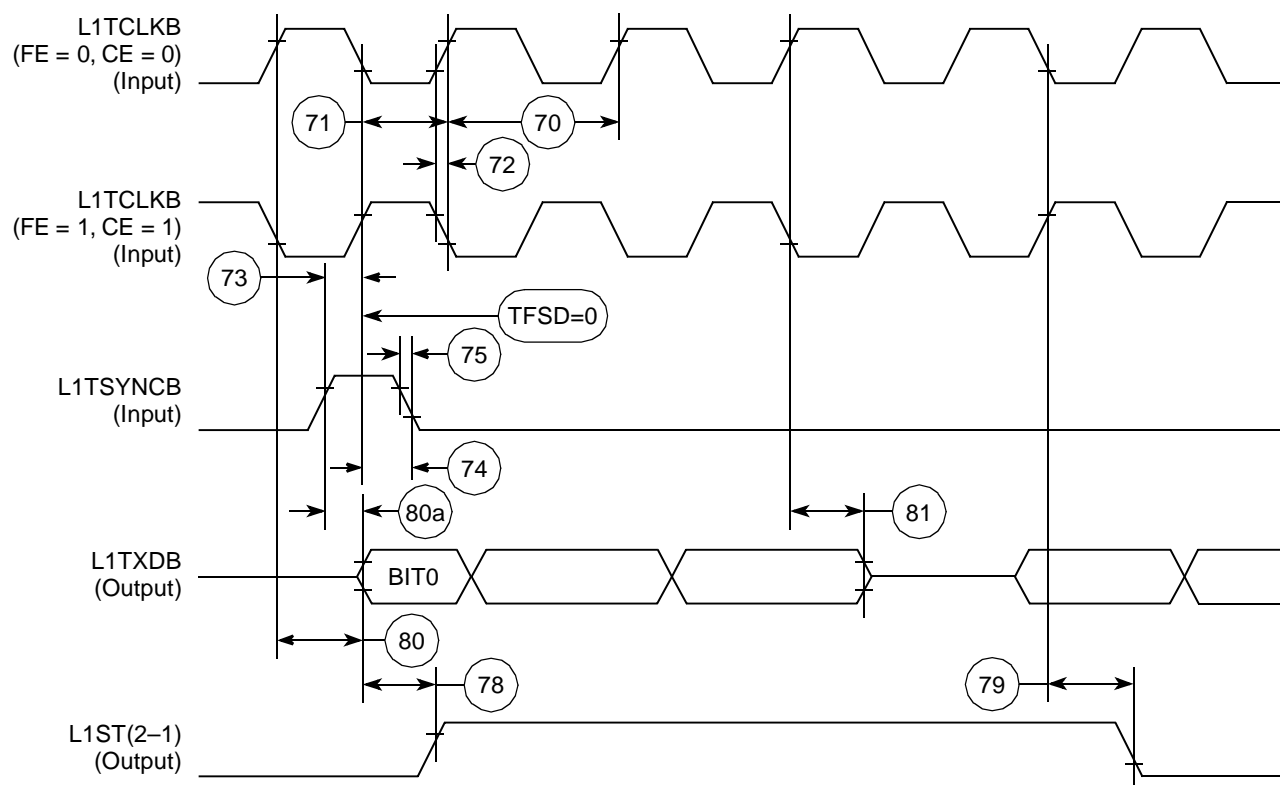 L1TCLKB
(FE = 0, CE = 0)
(Input)
71
70
72
L1TCLKB
(FE = 1, CE = 1)
(Input)
73
TFSD=0
75
L1TSYNCB
(Input)
74
80a
81
L1TXDB
(Output)
BIT0
80
78
79
L1ST(2–1)
(Output)